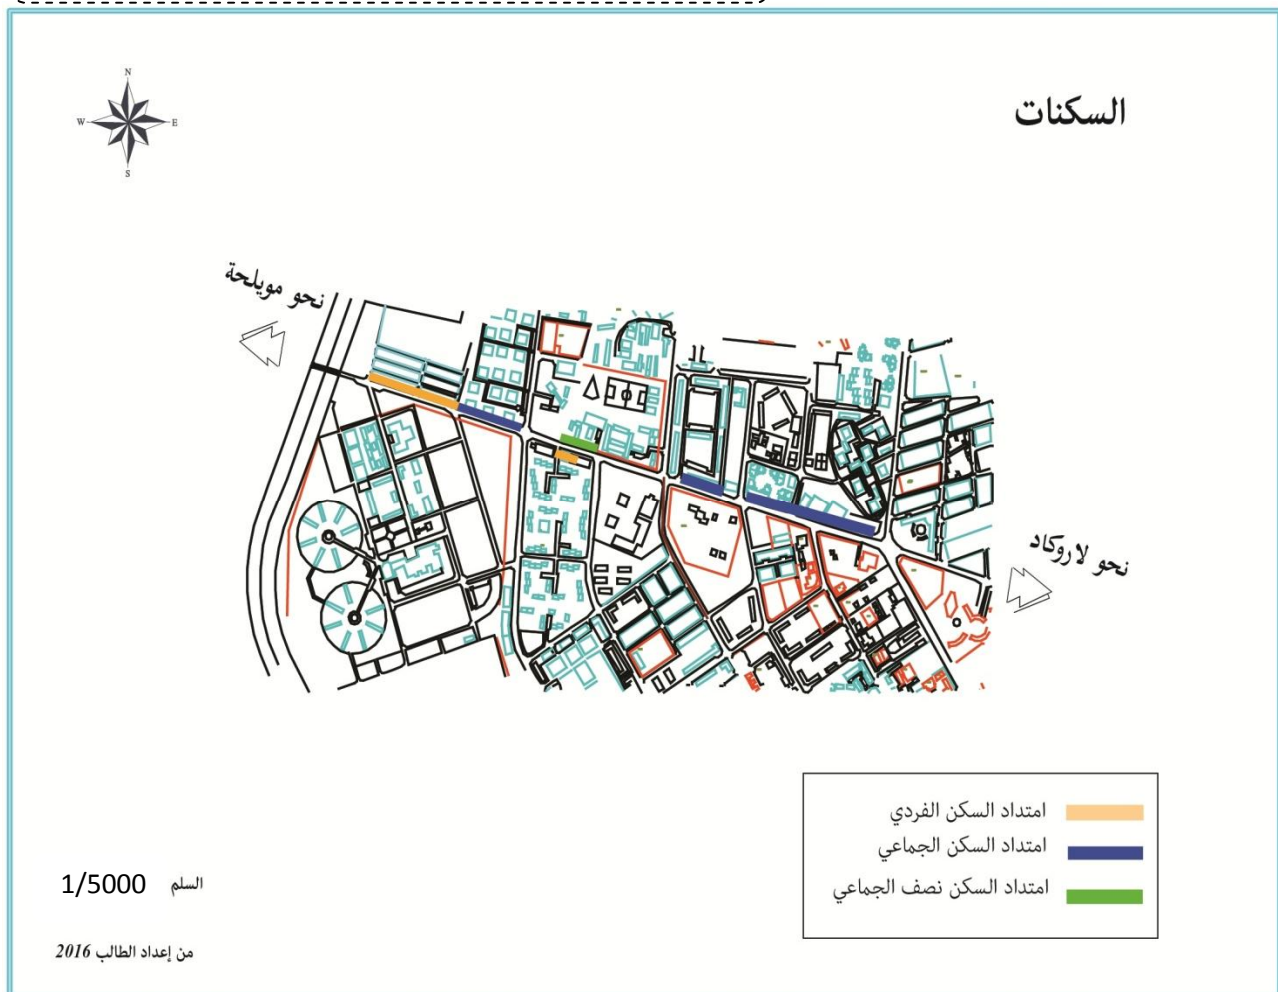 N
W E
S
السكنات
نحو مويلحة
نحو لاروكاد
امتداد السكن الفردي
امتداد السكن الجماعي
امتداد السكن نصف الجماعي
السلم 1/5000
من إعداد الطالب 2016